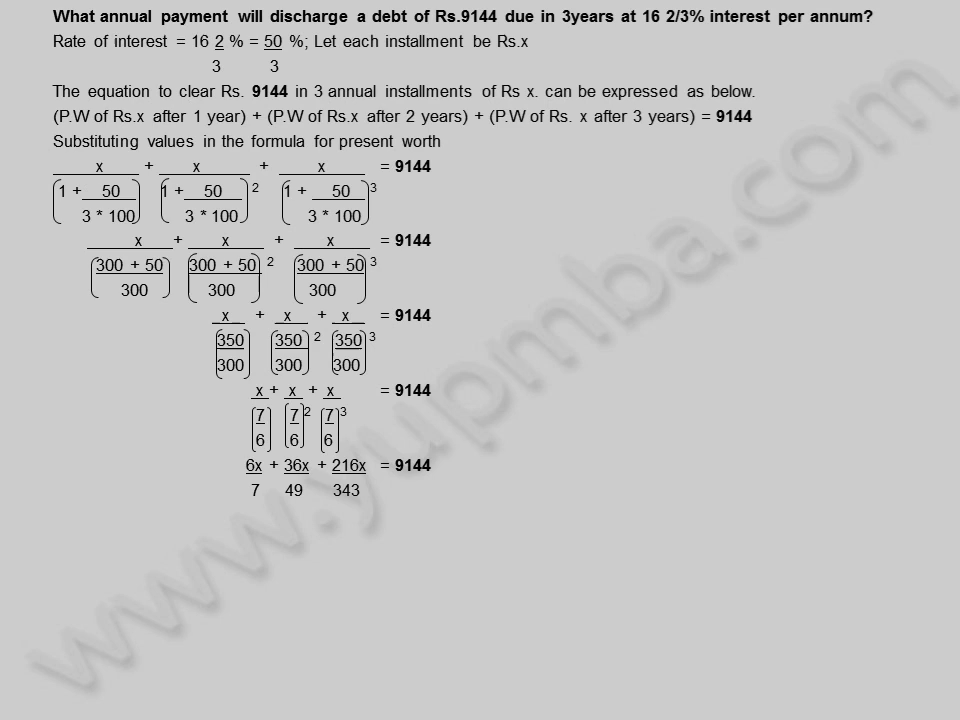 What annual payment will discharge a debt of Rs.9144 due in 3years at 16 2/3% interest per annum?
Rate of interest = 16 2 % = 50 %; Let each installment be Rs.x
3 3
The equation to clear Rs. 9144 in 3 annual installments of Rs x. can be expressed as below.
(P.W of Rs.x after 1 year) + (P.W of Rs.x after 2 years) + (P.W of Rs. x after 3 years) = 9144
Substituting values in the formula for present worth
x + x + x = 9144
(1 + 50) (1 + 50) 2 (1 + 50) 3
3 * 100 3 * 100 3 * 100
x + x + x = 9144
(300 + 50) (300 + 50) 2 (300 + 50) 3
300 300 300
x + x + x = 9144
(350) (350) 2 (350) 3
300 300 300
x + x + x = 9144
(7) (7) 2 (7) 3
6 6 6
6x + 36x + 216x = 9144
7 49 343
www.yupmba.com